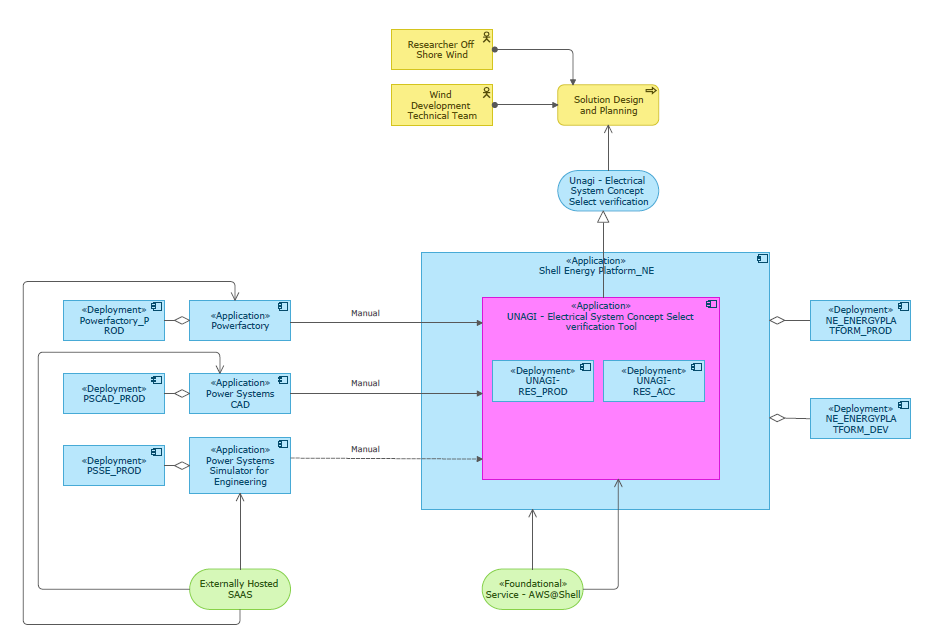 Researcher Off
Shore Wind
Wind
Development
Technical Team
Solution Design
and Planning
Unagi - Electrical
System Concept
Select verification
«Application»
Shell Energy Platform_NE
«Application»
UNAGI - Electrical System Concept Select
verification Tool
«Deployment»
UNAGI-
RES_PROD
«Deployment»
UNAGI-
RES_ACC
«Deployment»
Powerfactory_P
ROD
«Application»
Powerfactory
Manual
«Deployment»
NE_ENERGYPLA
TFORM_PROD
«Deployment»
PSCAD_PROD
«Application»
Power Systems
CAD
Manual
«Deployment»
NE_ENERGYPLA
TFORM_DEV
«Deployment»
PSSE_PROD
«Application»
Power Systems
Simulator for
Engineering
Manual
Externally Hosted
SAAS
«Foundational»
Service - AWS@Shell